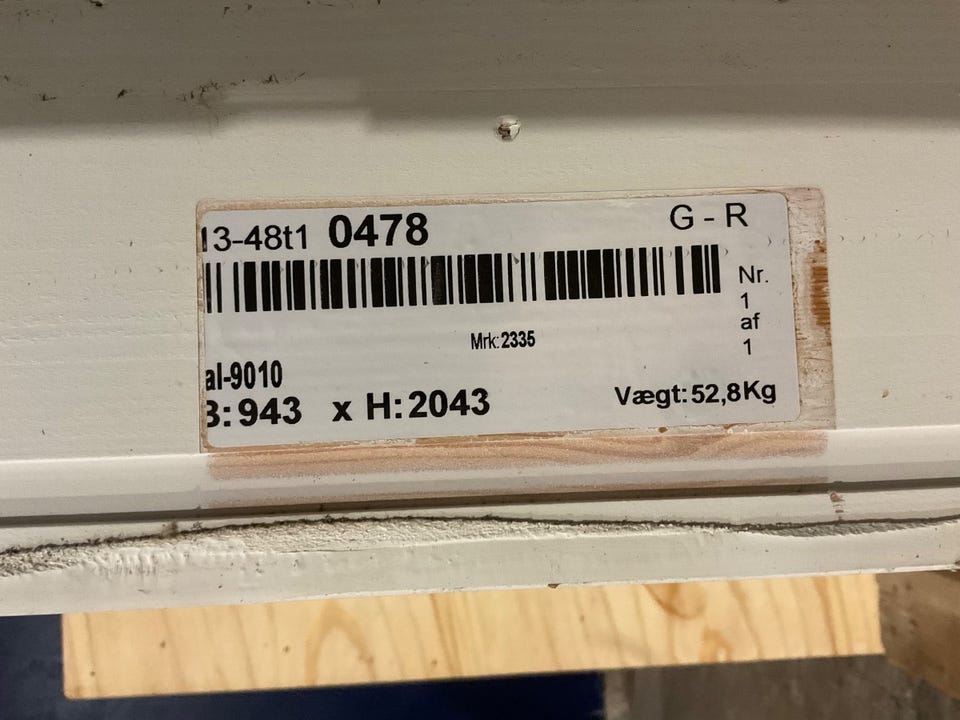 13-48t1 0478
G - R
Nr.
1
af
1
Mrk:2335
al-9010
B:943 x H:2043
Vægt:52,8Kg